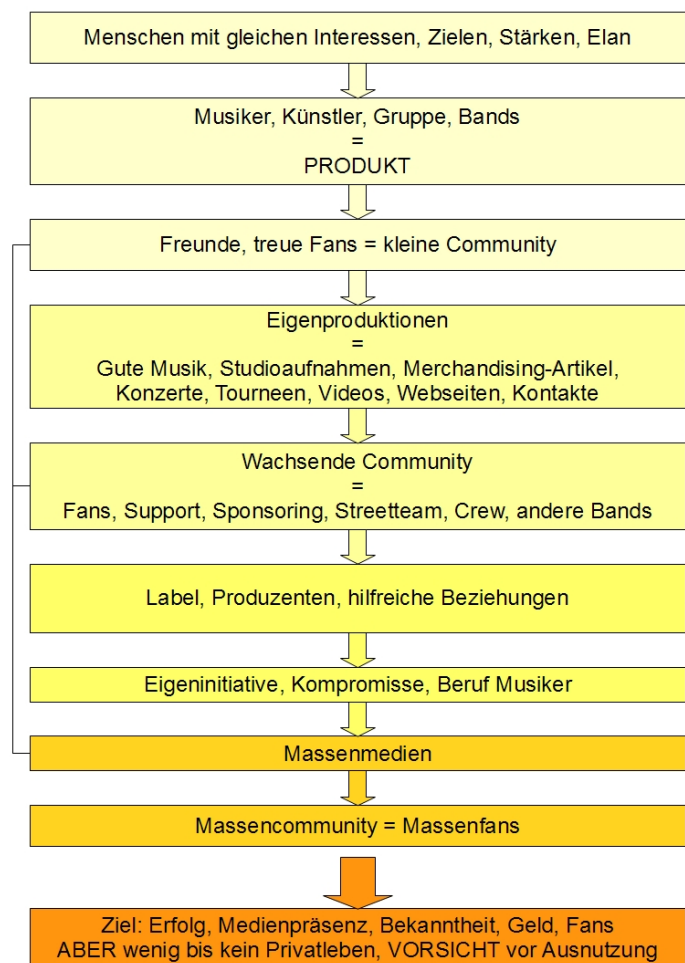 Menschen mit gleichen Interessen, Zielen, Stärken, Elan
Musiker, Künstler, Gruppe, Bands
=
PRODUKT
Freunde, treue Fans = kleine Community
Eigenproduktionen
=
Gute Musik, Studioaufnahmen, Merchandising-Artikel,
Konzerte, Tourneen, Videos, Webseiten, Kontakte
Wachsende Community
=
Fans, Support, Sponsoring, Streetteam, Crew, andere Bands
Label, Produzenten, hilfreiche Beziehungen
Eigeninitiative, Kompromisse, Beruf Musiker
Massenmedien
Massencommunity = Massenfans
Ziel: Erfolg, Medienpräsenz, Bekanntheit, Geld, Fans
ABER wenig bis kein Privatleben, VORSICHT vor Ausnutzung